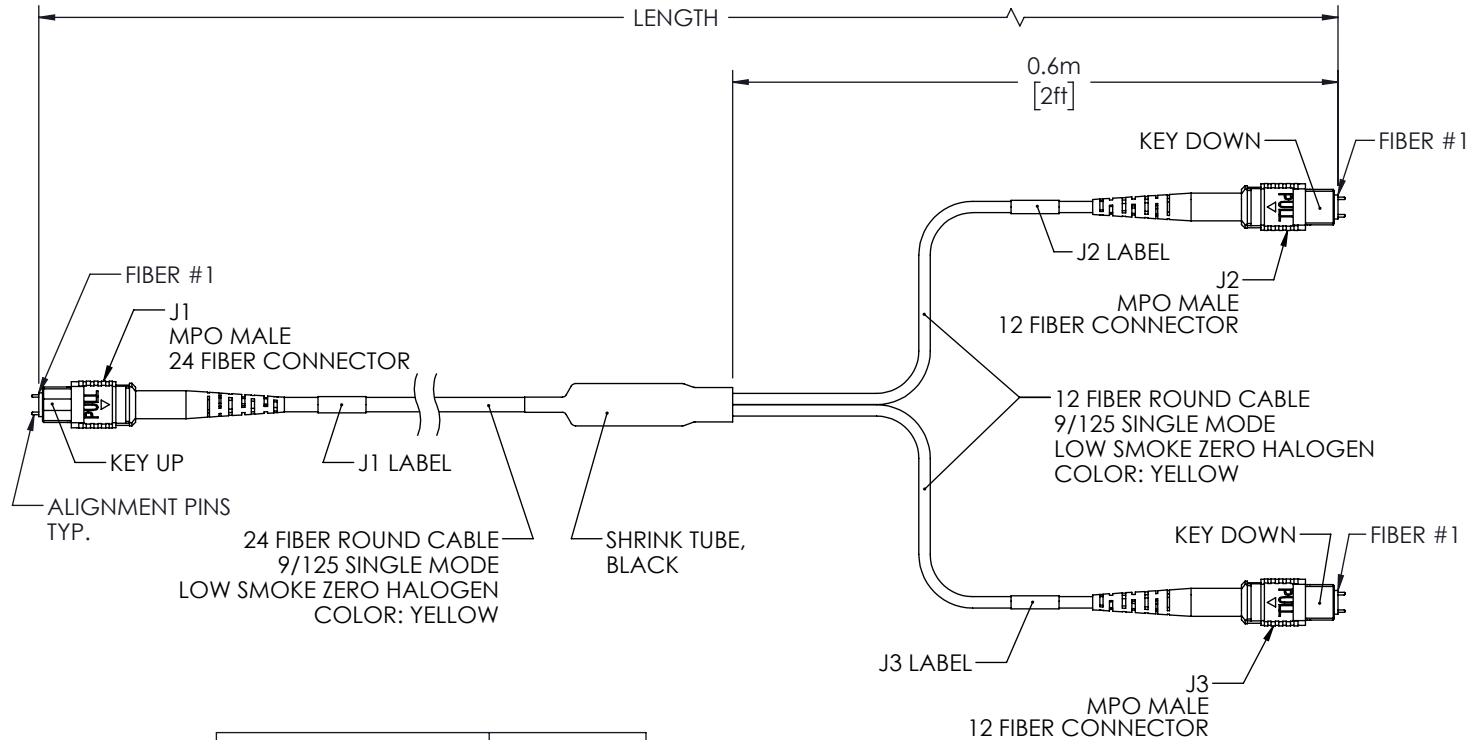 LENGTH
0.6m
[2ft]
KEY DOWN
FIBER #1
PULL
J2 LABEL
J2
MPO MALE
12 FIBER CONNECTOR
FIBER #1
J1
MPO MALE
24 FIBER CONNECTOR
PULL
KEY UP
J1 LABEL
ALIGNMENT PINS
TYP.
24 FIBER ROUND CABLE
9/125 SINGLE MODE
LOW SMOKE ZERO HALOGEN
COLOR: YELLOW
SHRINK TUBE,
BLACK
12 FIBER ROUND CABLE
9/125 SINGLE MODE
LOW SMOKE ZERO HALOGEN
COLOR: YELLOW
KEY DOWN
FIBER #1
PULL
J3 LABEL
J3
MPO MALE
12 FIBER CONNECTOR